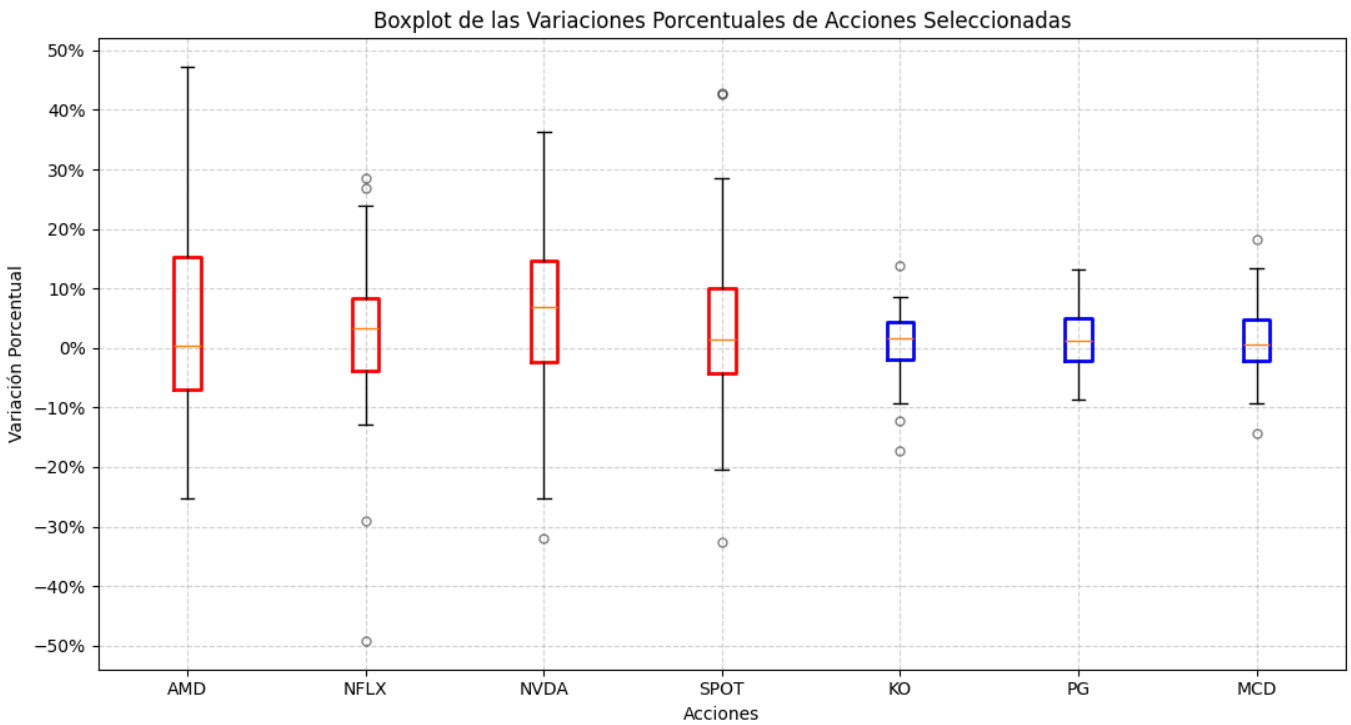 Boxplot de las Variaciones Porcentuales de Acciones Seleccionadas
Variación Porcentual
50%
40%
30%
20%
10%
0%
−10%
−20%
−30%
−40%
−50%
AMD NFLX NVDA SPOT KO PG MCD
Acciones